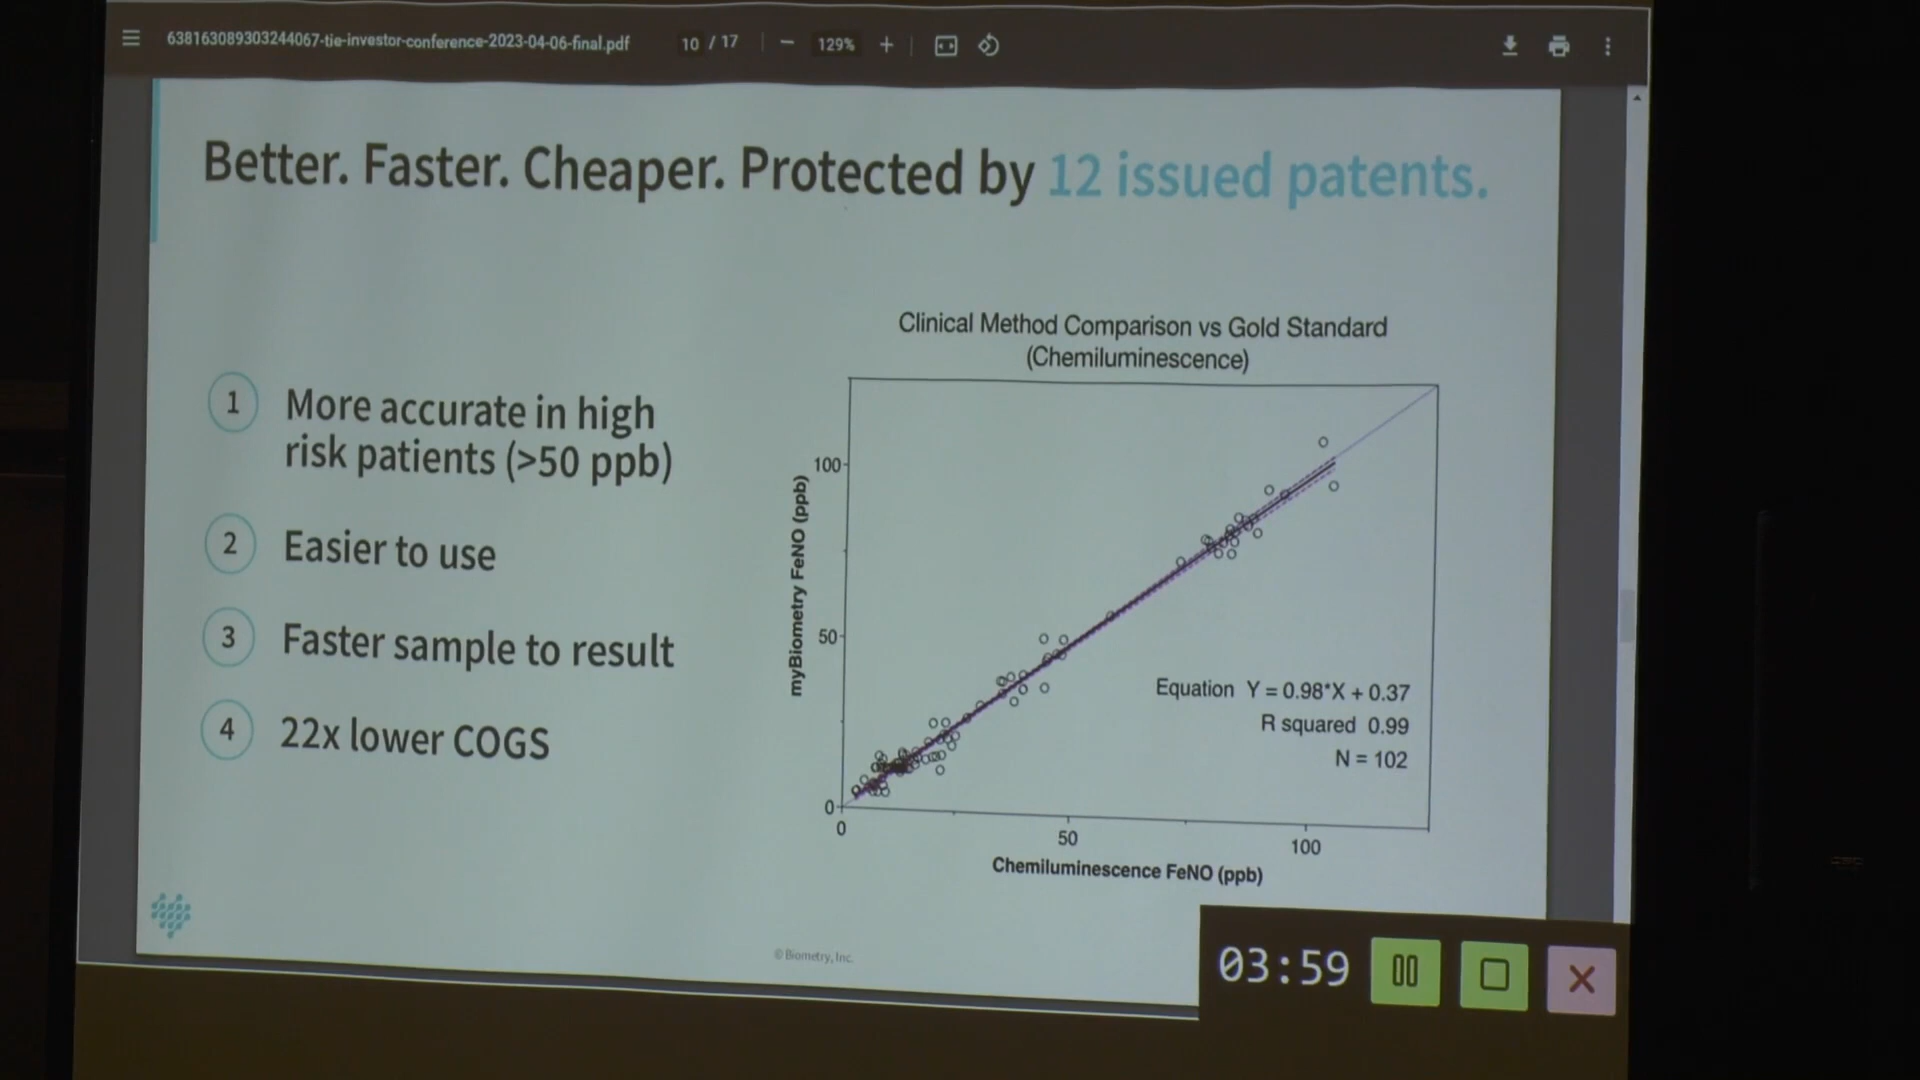 638163089303244067-tie-investor-conference-2023-04-06-final.pdf 10 / 17 129%
Better. Faster. Cheaper. Protected by 12 issued patents.
1 More accurate in high
risk patients (>50 ppb)
2 Easier to use
3 Faster sample to result
4 22x lower COGS
Clinical Method Comparison vs Gold Standard
(Chemiluminescence)
myBiometry FeNO (ppb)
100
50
0
0
50
100
Equation Y = 0.98*X + 0.37
R squared 0.99
N = 102
Chemiluminescence FeNO (ppb)
© Biometry, Inc.
03:59